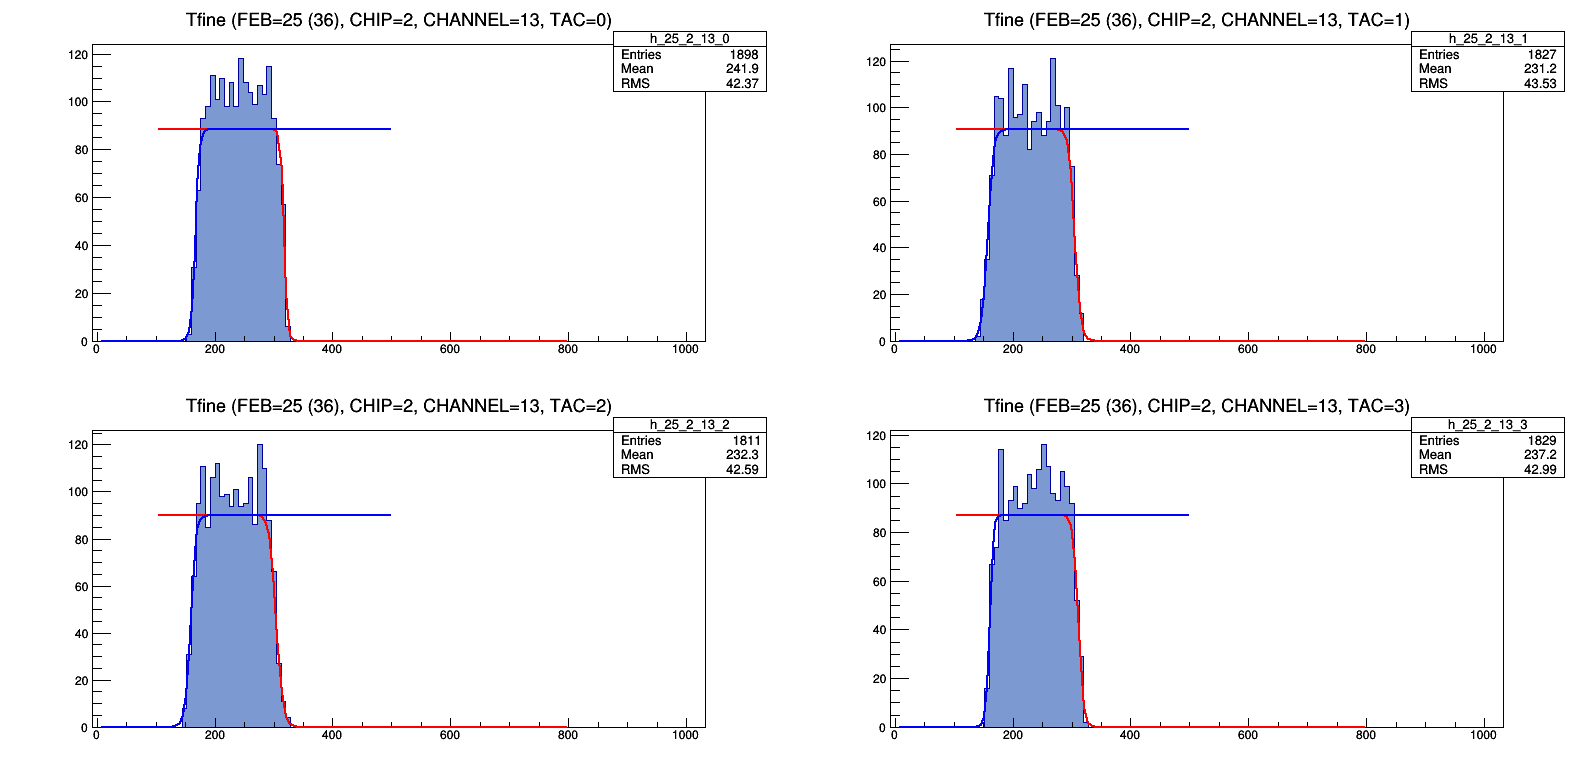 Tfine (FEB=25 (36), CHIP=2, CHANNEL=13, TAC=0)
h_25_2_13_0
Entries 1898
Mean 241.9
RMS 42.37
120
100
80
60
40
20
0
0 200 400 600 800 1000
Tfine (FEB=25 (36), CHIP=2, CHANNEL=13, TAC=1)
h_25_2_13_1
Entries 1827
Mean 231.2
RMS 43.53
120
100
80
60
40
20
0
0 200 400 600 800 1000
Tfine (FEB=25 (36), CHIP=2, CHANNEL=13, TAC=2)
h_25_2_13_2
Entries 1811
Mean 232.3
RMS 42.59
120
100
80
60
40
20
0
0 200 400 600 800 1000
Tfine (FEB=25 (36), CHIP=2, CHANNEL=13, TAC=3)
h_25_2_13_3
Entries 1829
Mean 237.2
RMS 42.99
120
100
80
60
40
20
0
0 200 400 600 800 1000